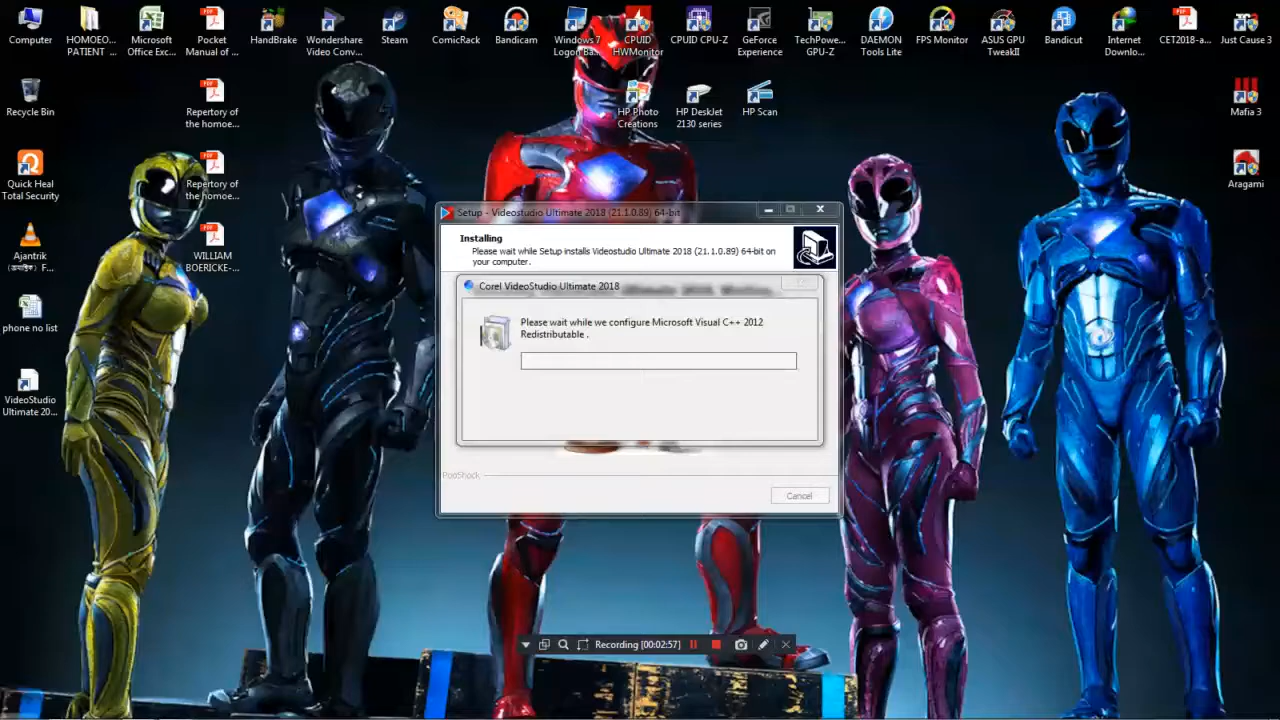 Computer
HOMOEO...
PATIENT ...
Microsoft
Office Exc...
Pocket
Manual of ...
HandBrake
Wondershare
Video Conv...
Steam
ComicRack
Bandicam
Windows 7
Logon Ba...
CPUID
HWMonitor
CPUID CPU-Z
GeForce
Experience
TechPowe...
GPU-Z
DAEMON
Tools Lite
FPS Monitor
ASUS GPU
TweakII
Bandicut
Internet
Downlo...
CET2018-a...
Just Cause 3
Recycle Bin
Repertory of
the homoe...
HP Photo
Creations
HP DeskJet
2130 series
HP Scan
Mafia 3
Quick Heal
Total Security
Repertory of
the homoe...
Aragami
Ajantrik
WILLIAM
BOERICKE-...
phone no list
VideoStudio
Ultimate 20...
Setup - Videostudio Ultimate 2018 (21.1.0.89) 64-bit
Installing
Please wait while Setup installs Videostudio Ultimate 2018 (21.1.0.89) 64-bit on
your computer.
Corel VideoStudio Ultimate 2018
Please wait while we configure Microsoft Visual C++ 2012
Redistributable .
PooShock
Cancel
Recording [00:02:57]